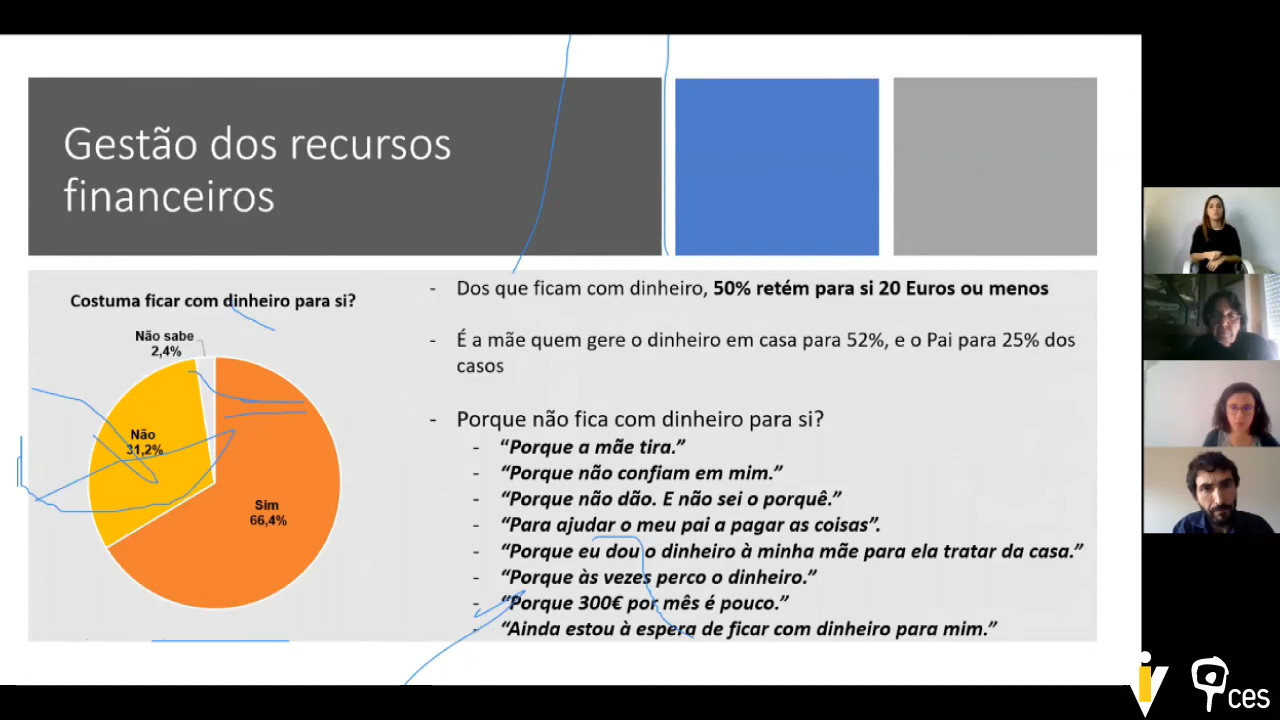 Gestão dos recursos
financeiros
Costuma ficar com dinheiro para si?
Não sabe
2,4%
Não
31,2%
Sim
66,4%
- Dos que ficam com dinheiro, 50% retém para si 20 Euros ou menos
- É a mãe quem gere o dinheiro em casa para 52%, e o Pai para 25% dos
casos
- Porque não fica com dinheiro para si?
- “Porque a mãe tira.”
- “Porque não confiam em mim.”
- “Porque não dão. E não sei o porquê.”
- “Para ajudar o meu pai a pagar as coisas”.
- “Porque eu dou o dinheiro à minha mãe para ela tratar da casa.”
- “Porque às vezes perco o dinheiro.”
- “Porque 300€ por mês é pouco.”
- “Ainda estou à espera de ficar com dinheiro para mim.”
iv
ces